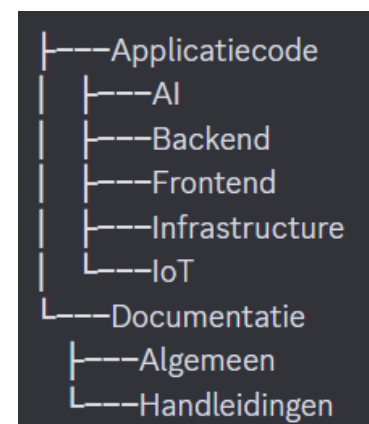 ├───Applicatiecode
│   ├───AI
│   ├───Backend
│   ├───Frontend
│   ├───Infrastructure
│   └───IoT
└───Documentatie
    ├───Algemeen
    └───Handleidingen